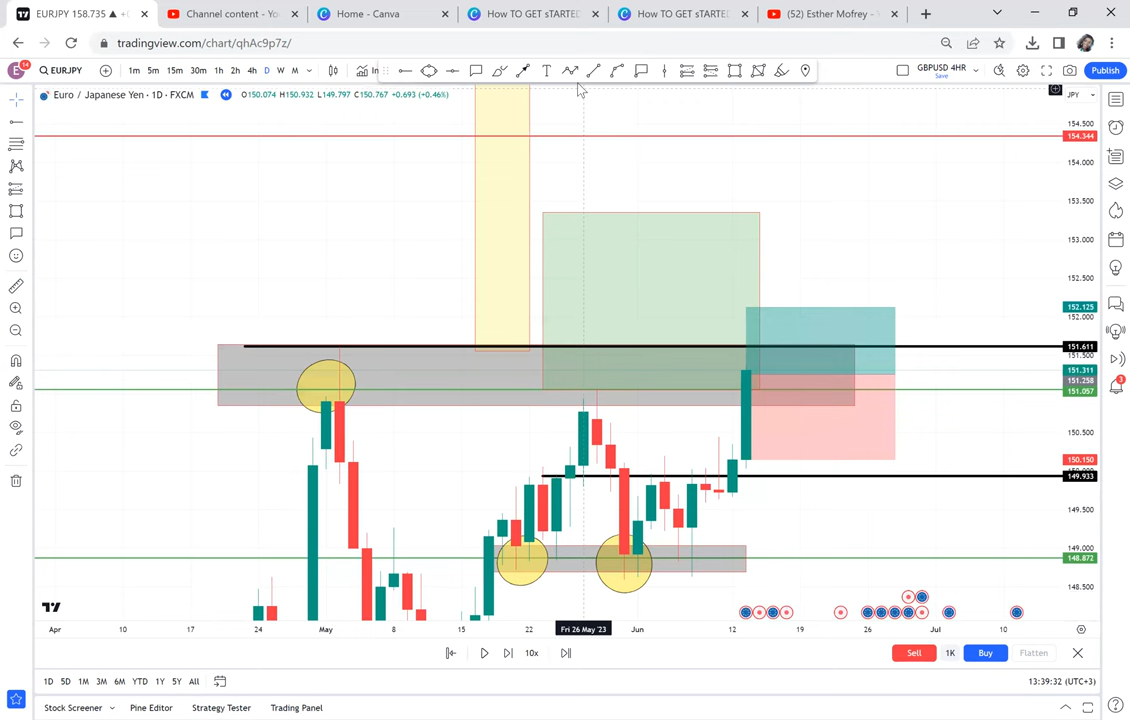 EURJPY 158.735 ▲ +0
Channel content - Yo
Home - Canva
How TO GET sTARTED
How TO GET sTARTED
(52) Esther Mofrey - 
tradingview.com/chart/qhAc9p7z/
E 14
EURJPY
1m 5m 15m 30m 1h 2h 4h D W M
In
GBPUSD 4HR
Save
Publish
Euro / Japanese Yen · 1D · FXCM
O150.074 H150.932 L149.797 C150.767 +0.693 (+0.46%)
JPY
154.500
154.344
154.000
153.500
153.000
152.500
152.125
152.000
151.611
151.500
151.311
151.258
151.057
150.500
150.150
149.933
149.500
149.000
148.872
148.500
3
Apr 10 17 24 May 8 15 22 Fri 26 May '23 Jun 12 19 26 Jul 10
10x
Sell 1K Buy Flatten
1D 5D 1M 3M 6M YTD 1Y 5Y All
13:39:32 (UTC+3)
Stock Screener Pine Editor Strategy Tester Trading Panel